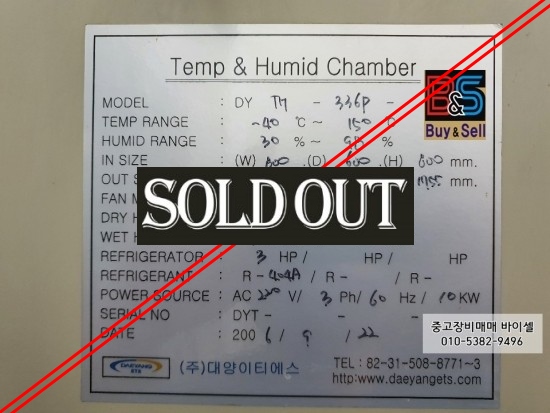 Temp & Humid Chamber
MODEL : DY TH - 336P -
TEMP RANGE : -40 ℃ ~ 150 ℃
HUMID RANGE : 30 % ~ 98 %
IN SIZE : (W) 800 .(D) 600 .(H) 800 mm.
OUT mm.
FAN M
DRY H
WET H
SOLD OUT
REFRIGERATOR : 3 HP/ HP/ HP
REFRIGERANT : R-404A / R- / R-
POWER SOURCE : AC 220 V/ 3 Ph/ 60 Hz / 10 KW
SERIAL NO : DYT-
DATE : 200 6 / 9 / 22
DAEYANG
ETS
(주)대양이티에스
TEL : 82-31-508-8771~3
http:www.daeyangets.com
B&S
Buy & Sell
중고장비매매 바이셀
010-5382-9496